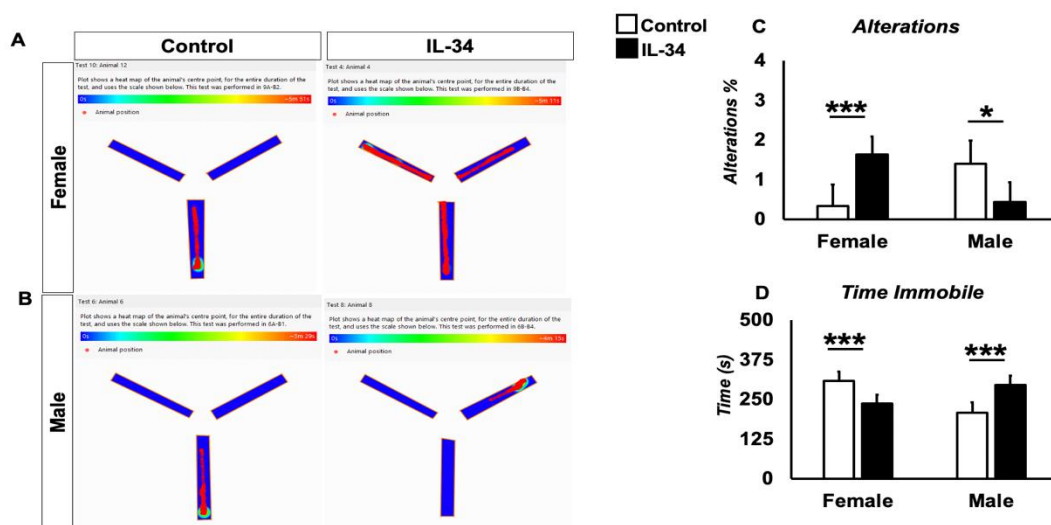 A
Control
IL-34
Female
Test 10: Animal 12
Plot shows a heat map of the animal's centre point, for the entire duration of the
test, and uses the scale shown below. This test was performed in 9A-B2.
0s
~5m 51s
Animal position
Test 4: Animal 4
Plot shows a heat map of the animal's centre point, for the entire duration of the
test, and uses the scale shown below. This test was performed in 9B-B4.
0s
Animal position
B
Male
Test 6: Animal 6
Plot shows a heat map of the animal's centre point, for the entire duration of the
test, and uses the scale shown below. This test was performed in 6A-B1.
0s
~5m 29s
Animal position
Test 8: Animal 8
Plot shows a heat map of the animal's centre point, for the entire duration of the
test, and uses the scale shown below. This test was performed in 6B-B4.
0s
~4m 15s
Animal position
Control
IL-34
C
Alterations
Alterations %
4
3
2
1
0
***
*
Female
Male
D
Time Immobile
Time (s)
500
375
250
125
0
***
***
Female
Male